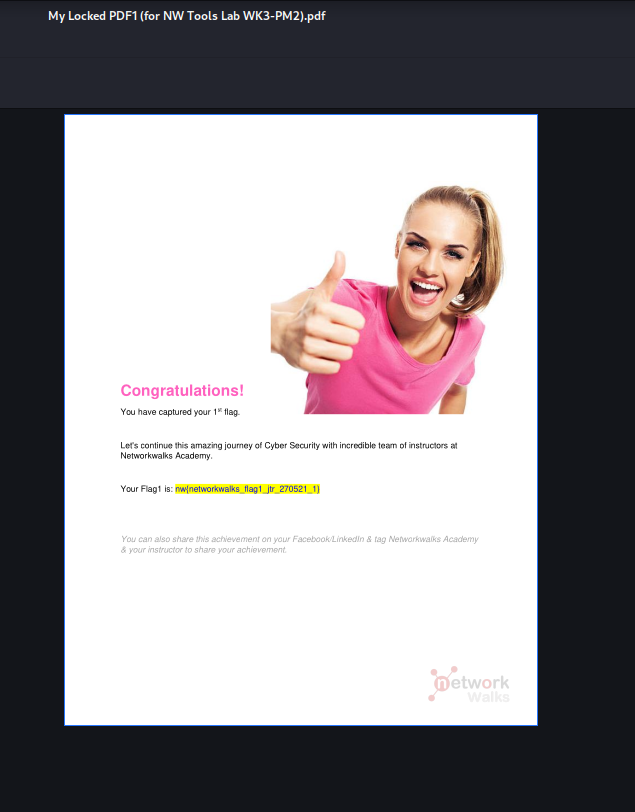 My Locked PDF1 (for NW Tools Lab WK3-PM2).pdf
Congratulations!
You have captured your 1st flag.
Let's continue this amazing journey of Cyber Security with incredible team of instructors at
Networkwalks Academy.
Your Flag1 is: nw{networkwalks_flag1_jtr_270521_1}
You can also share this achievement on your Facebook/LinkedIn & tag Networkwalks Academy
& your instructor to share your achievement.
network
Walks